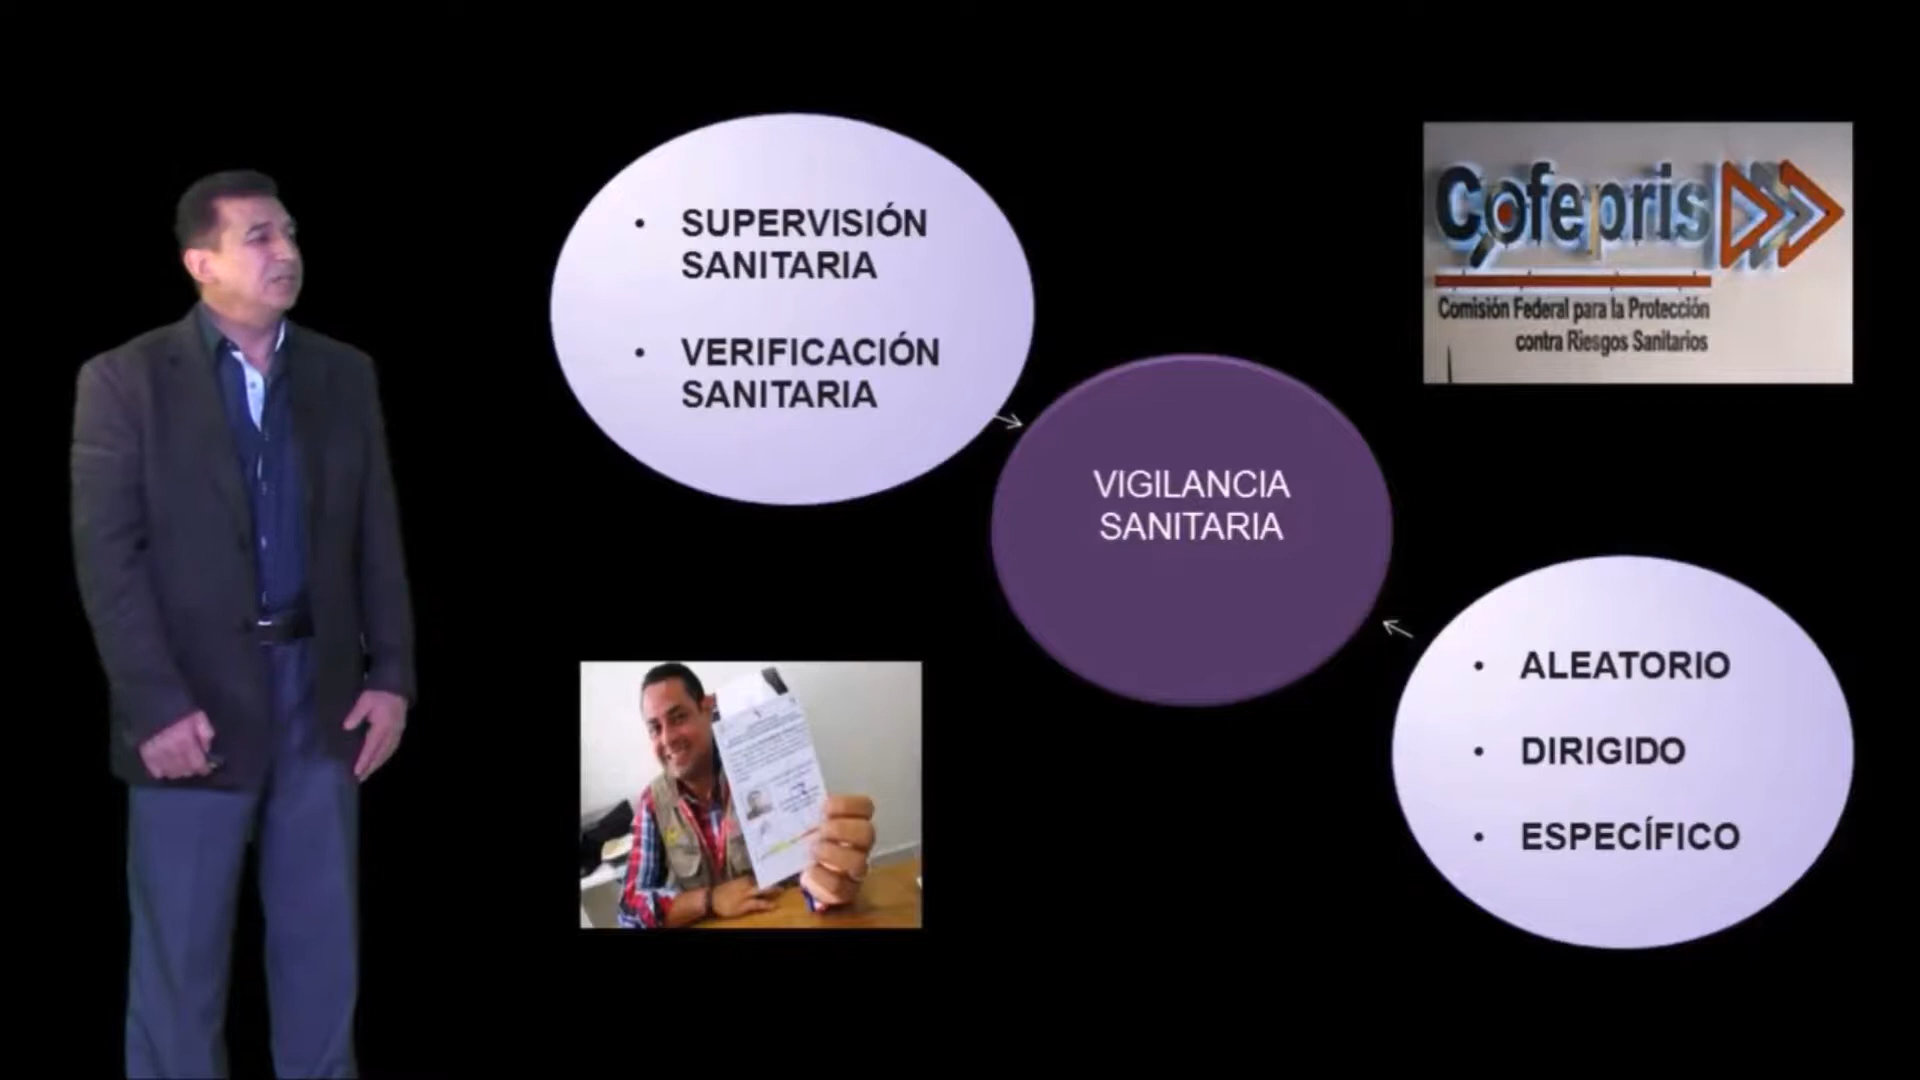 • SUPERVISIÓN
SANITARIA
• VERIFICACIÓN
SANITARIA
VIGILANCIA
SANITARIA
• ALEATORIO
• DIRIGIDO
• ESPECÍFICO
Cofepris
Comisión Federal para la Protección
contra Riesgos Sanitarios